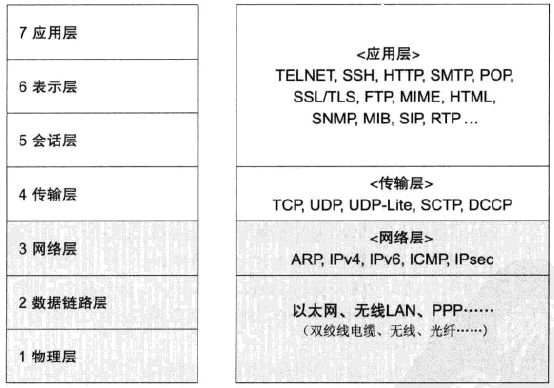 7 应用层
6 表示层
5 会话层
4 传输层
3 网络层
2 数据链路层
1 物理层
<应用层>
TELNET, SSH, HTTP, SMTP, POP,
SSL/TLS, FTP, MIME, HTML,
SNMP, MIB, SIP, RTP ...
<传输层>
TCP, UDP, UDP-Lite, SCTP, DCCP
<网络层>
ARP, IPv4, IPv6, ICMP, IPsec
以太网、无线LAN、PPP……
（双绞线电缆、无线、光纤……）